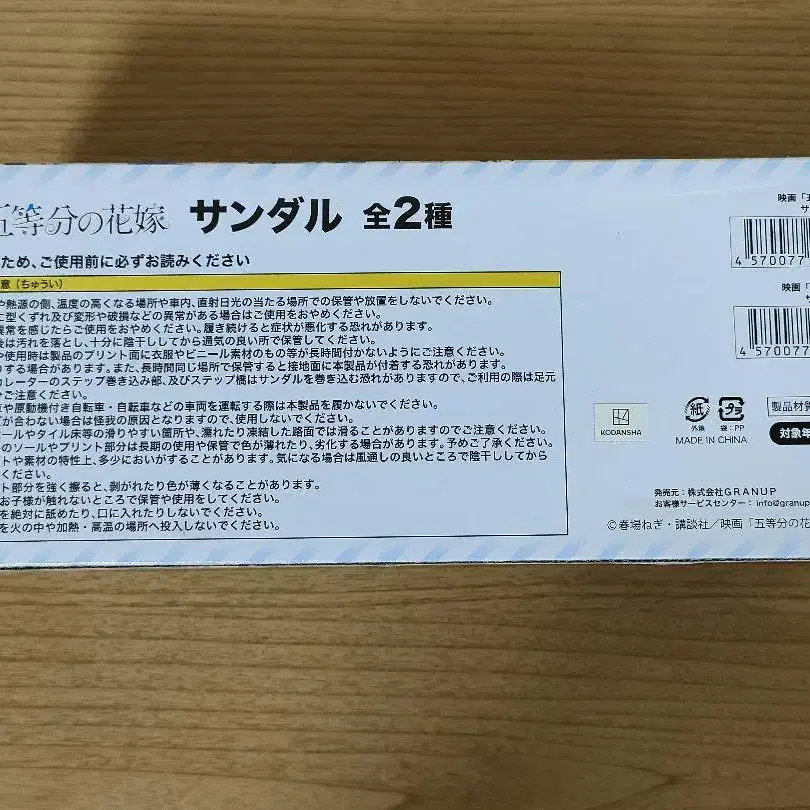 五等分の花嫁 サンダル 全2種
ため、ご使用前に必ずお読みください
意(ちゅうい)
や熱源の側、温度の高くなる場所や車内、直射日光の当たる場所での保管や放置をしないでください。
に型くずれ及び変形や破損などの異常がある場合はご使用をおやめください。
異常を感じたらご使用をおやめください。履き続けると症状が悪化する恐れがあります。
後は汚れを落とし、十分に陰干ししてから通気の良い所で保管してください。
や使用時は製品のプリント面に衣服やビニール素材のもの等が長時間付かないようにご注意ください。
りする場合があります。また、長時間同じ場所で保管すると接地面に本製品が付着する恐れがあります。
カレーターのステップ巻き込み部、及びステップ橋はサンダルを巻き込む恐れがありますので、ご利用の際は足元
ご注意ください。
車や原動機付き自転車・自転車などの車両を運転する際は本製品を履かないでください。
ズが合わない場合は怪我の原因となりますので、使用しないでください。
ールやタイル床等の滑りやすい箇所や、濡れたり凍結した路面では滑ることがありますのでご注意ください。
のソールやプリント部分は長期の使用や保管で色が薄れたり、劣化する場合があります。予めご了承ください。
トや素材の特性上、多少においがすることがあります。気になる場合は風通しの良いところで陰干ししてから
ください。
ト部分を強く擦ると、剥がれたり色が薄くなることがあります。
お子様が触れないところで保管や使用をしてください。
を絶対に舐めたり、口に入れたりしないでください。
を火の中や加熱・高温の場所へ投入しないでください。
映画「五
サ
4 570077
映画「
サ
4 570077
KODANSHA
紙
外箱
プラ
袋:PP
MADE IN CHINA
製品材質
対象年
発売元:株式会社GRANUP
お客様サービスセンター: info@granup
©春場ねぎ・講談社/映画「五等分の花